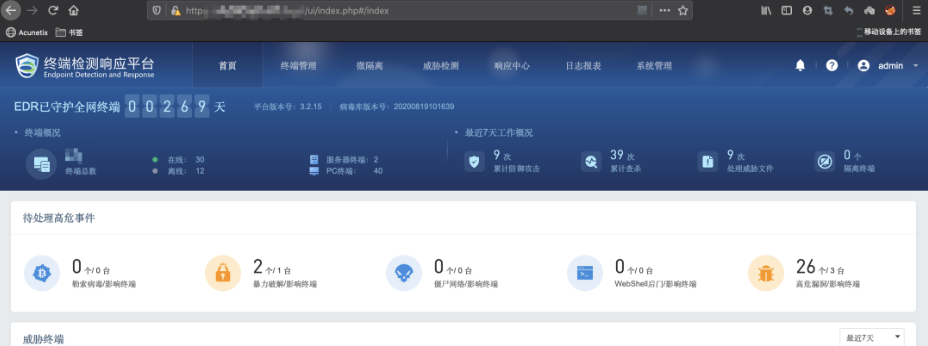 https: /ui/index.php#/index
Acunetix 书签 移动设备上的书签
终端检测响应平台 首页 终端管理 微隔离 威胁检测 响应中心 日志报表 系统管理 admin
Endpoint Detection and Response
EDR已守护全网终端 00269 天 平台版本号: 3.2.15 病毒库版本号: 20200819101639
终端概况 最近7天工作概况
在线: 30 服务器终端: 2 9 次 39 次 9 次 0 个
终端总数 离线: 12 PC终端: 40 累计防御攻击 累计查杀 处理威胁文件 隔离终端
待处理高危事件
0 个/ 0 台 2 个/ 1 台 0 个/ 0 台 0 个/ 0 台 26 个/ 3 台
勒索病毒/影响终端 暴力破解/影响终端 僵尸网络/影响终端 WebShell后门/影响终端 高危漏洞/影响终端
威胁终端 最近7天